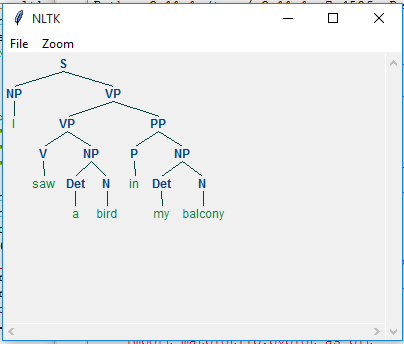 NLTK
File Zoom
S
NP VP
I VP PP
V NP P NP
saw Det N in Det N
a bird my balcony